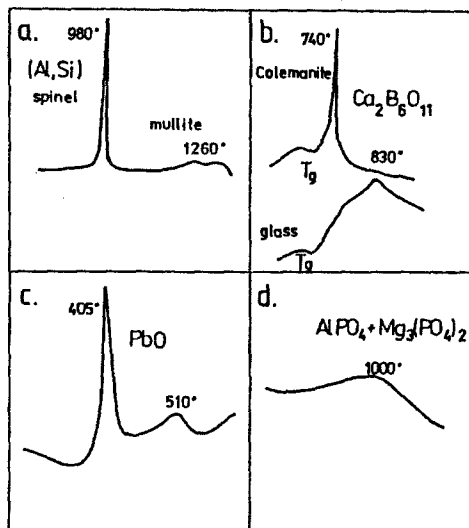 a.
980°
(Al,Si)
spinel
mullite
1260°
b.
740°
Colemanite
Ca2B6O11
Tg
830°
glass
Tg
c.
405°
PbO
510°
d.
AlPO4+Mg3(PO4)2
1000°